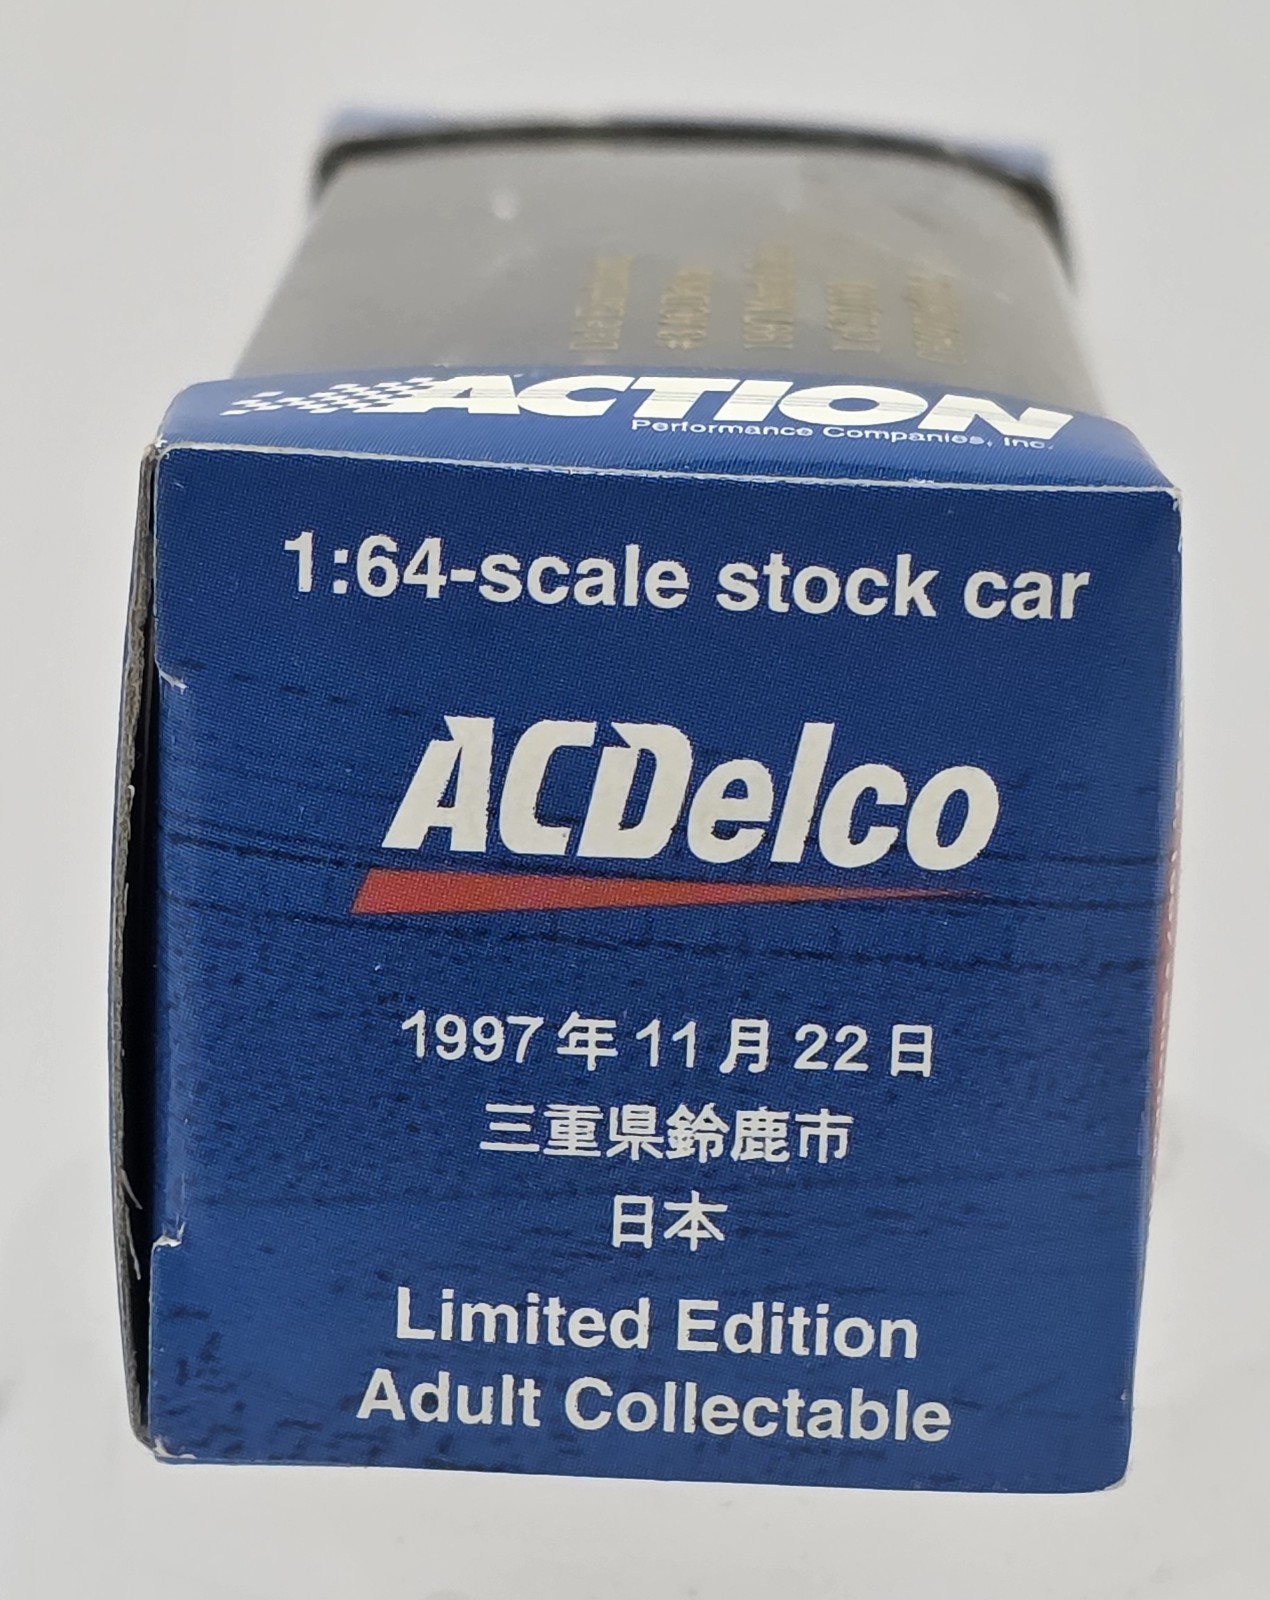 ACTION
Performance Companies, Inc.
1:64-scale stock car
ACDelco
1997年11月22日
三重県鈴鹿市
日本
Limited Edition
Adult Collectable